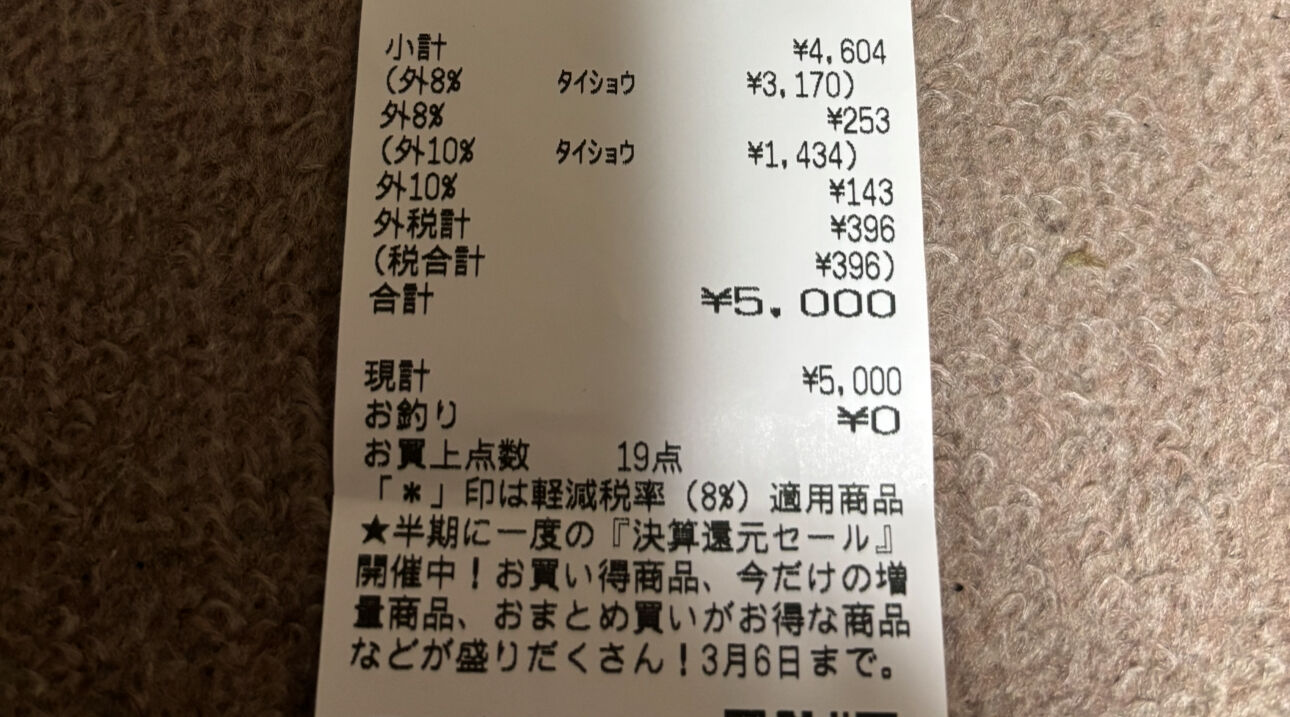 小計 ¥4,604
(外8% タイショウ ¥3,170)
外8% ¥253
(外10% タイショウ ¥1,434)
外10% ¥143
外税計 ¥396
(税合計 ¥396)
合計 ¥5,000
現計 ¥5,000
お釣り ¥0
お買上点数 19点
「*」印は軽減税率(8%)適用商品
★半期に一度の『決算還元セール』
開催中!お買い得商品、今だけの増
量商品、おまとめ買いがお得な商品
などが盛りだくさん!3月6日まで。